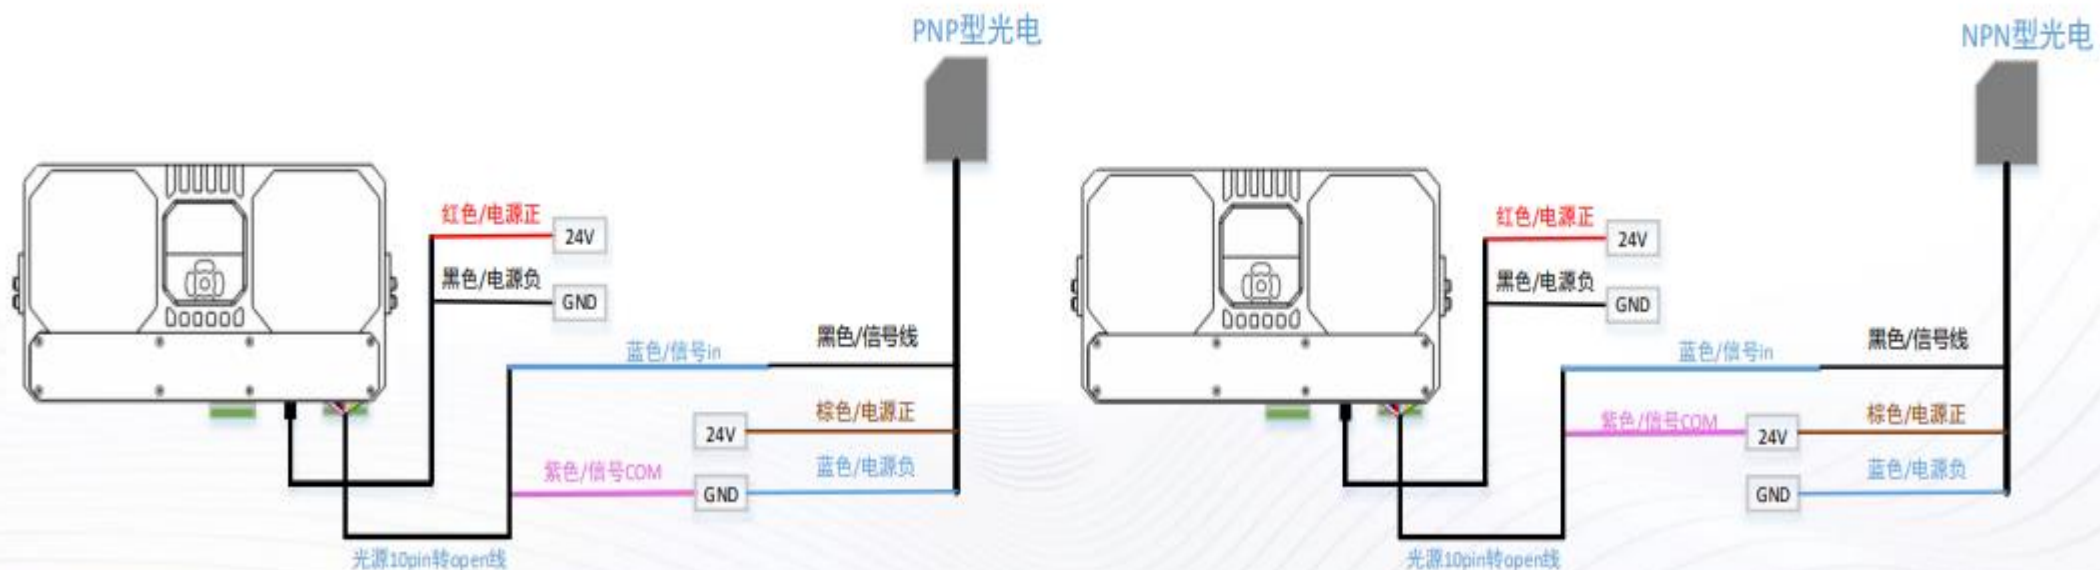 PNP型光电
红色/电源正
24V
黑色/电源负
GND
黑色/信号线
蓝色/信号in
棕色/电源正
24V
蓝色/电源负
紫色/信号COM
GND
光源10pin转open线
NPN型光电
红色/电源正
24V
黑色/电源负
GND
黑色/信号线
蓝色/信号in
棕色/电源正
紫色/信号COM
24V
蓝色/电源负
GND
光源10pin转open线